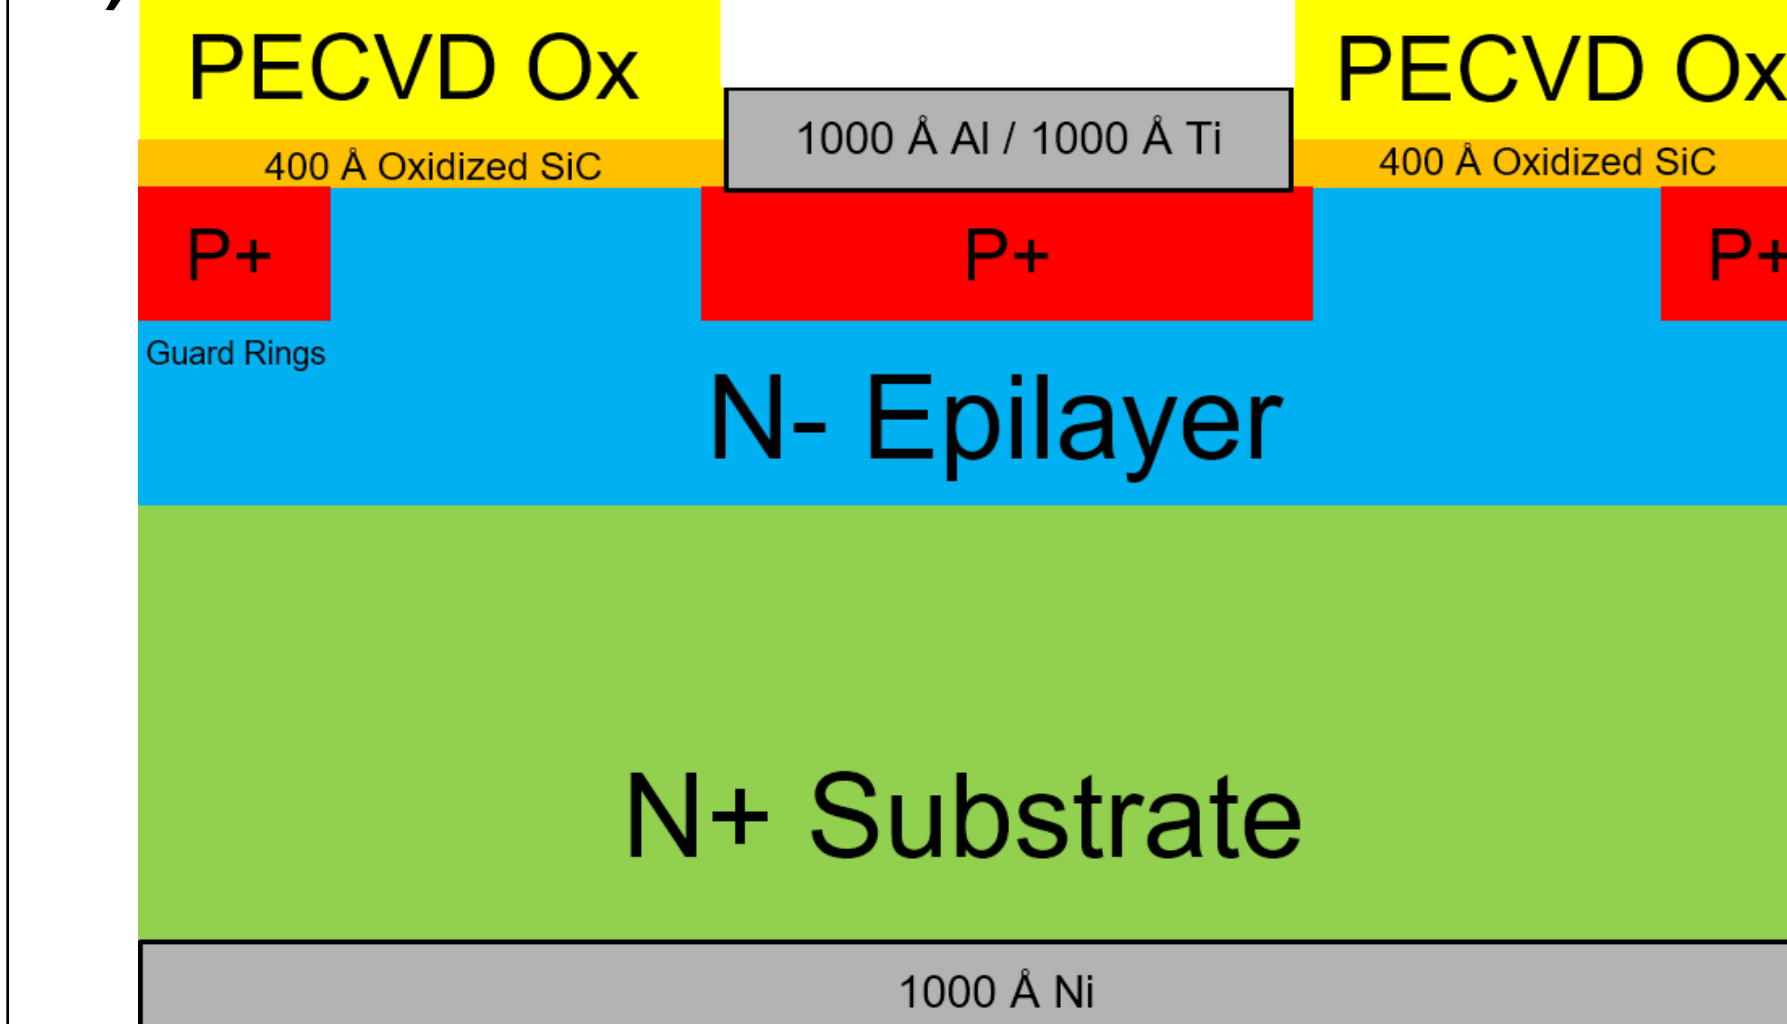 )
PECVD Ox
PECVD Ox
1000 Å Al / 1000 Å Ti
400 Å Oxidized SiC
400 Å Oxidized SiC
P+
P+
P+
Guard Rings
N- Epilayer
N+ Substrate
1000 Å Ni